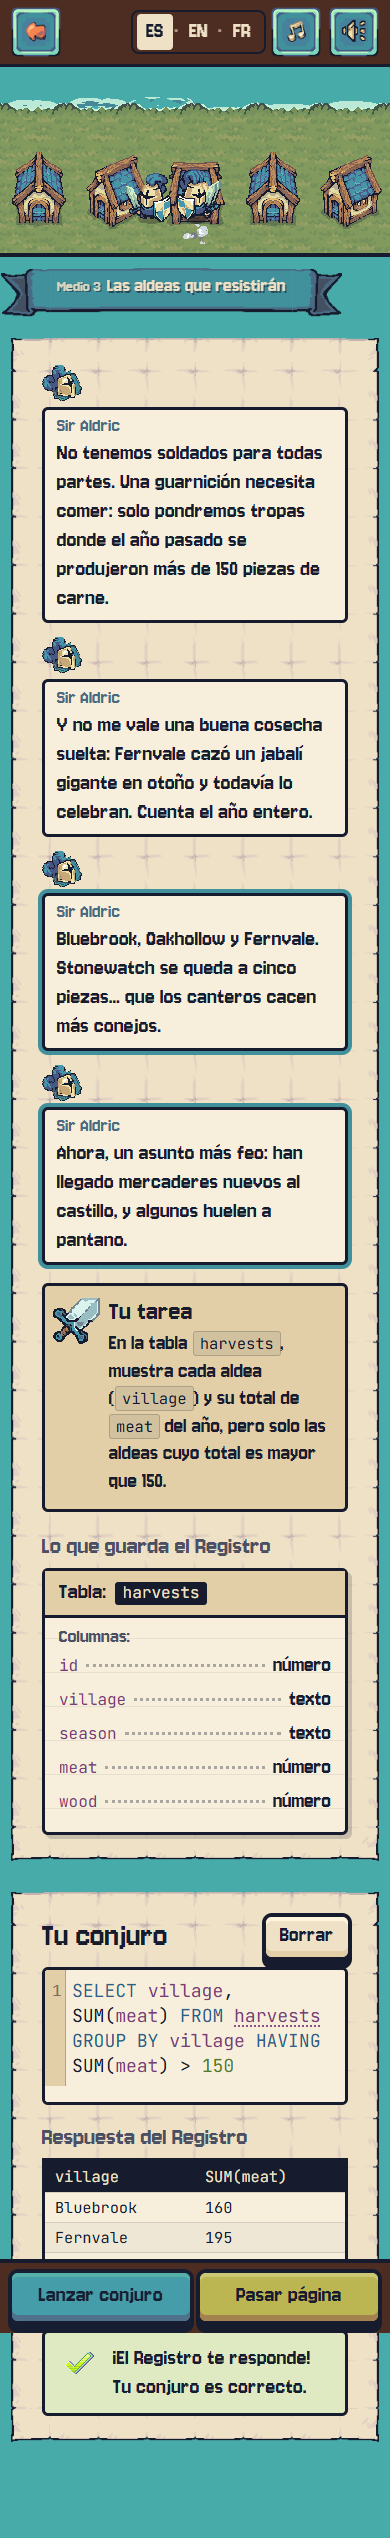 ES · EN · FR
Medio 3 Las aldeas que resistirán
Sir Aldric
No tenemos soldados para todas
partes. Una guarnición necesita
comer: solo pondremos tropas
donde el año pasado se
produjeron más de 150 piezas de
carne.
Sir Aldric
Y no me vale una buena cosecha
suelta: Fernvale cazó un jabalí
gigante en otoño y todavía lo
celebran. Cuenta el año entero.
Sir Aldric
Bluebrook, Oakhollow y Fernvale.
Stonewatch se queda a cinco
piezas... que los canteros cacen
más conejos.
Sir Aldric
Ahora, un asunto más feo: han
llegado mercaderes nuevos al
castillo, y algunos huelen a
pantano.
Tu tarea
En la tabla harvests,
muestra cada aldea
(village) y su total de
meat del año, pero solo las
aldeas cuyo total es mayor
que 150.
Lo que guarda el Registro
Tabla: harvests
Columnas:
id número
village texto
season texto
meat número
wood número
Tu conjuro
Borrar
1 SELECT village,
SUM(meat) FROM harvests
GROUP BY village HAVING
SUM(meat) > 150
Respuesta del Registro
village SUM(meat)
Bluebrook 160
Fernvale 195
Lanzar conjuro
Pasar página
¡El Registro te responde!
Tu conjuro es correcto.